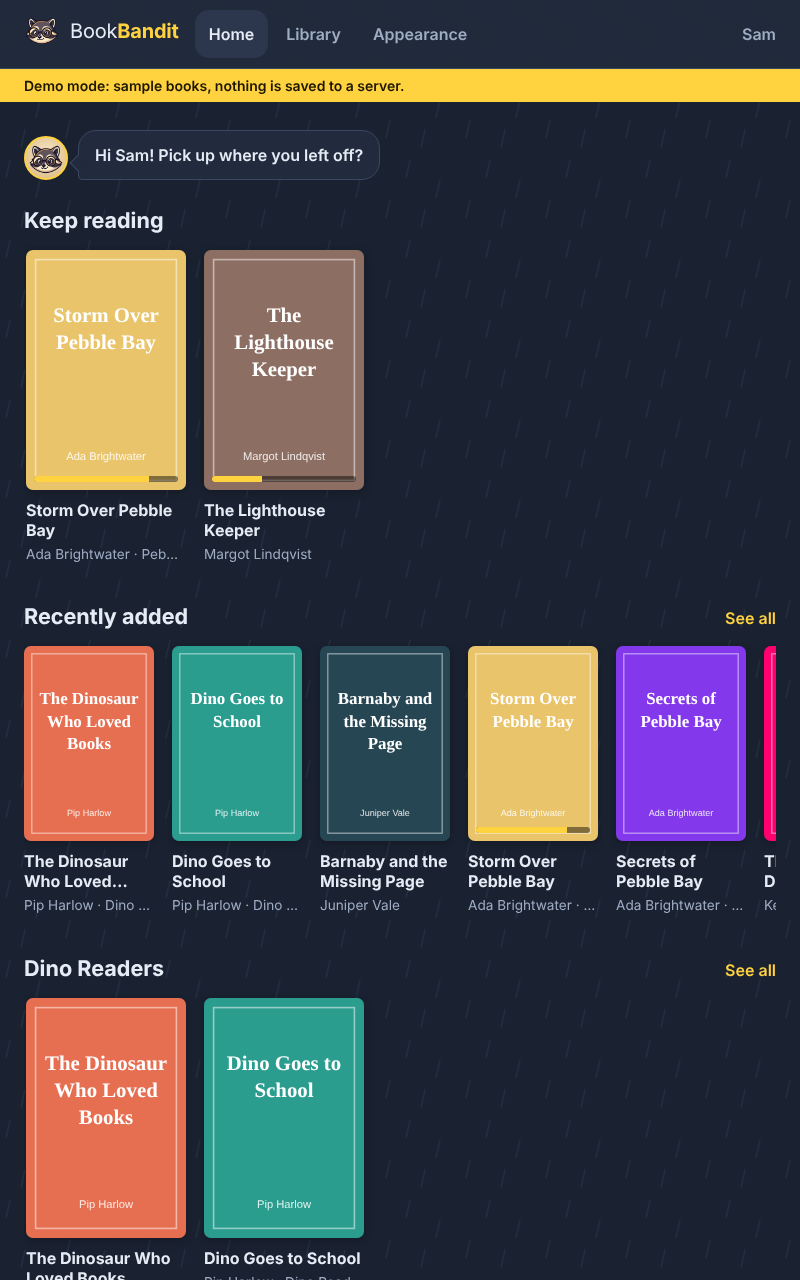 BookBandit
Home
Library
Appearance
Sam
Demo mode: sample books, nothing is saved to a server.
Hi Sam! Pick up where you left off?
Keep reading
Storm Over
Pebble Bay
Ada Brightwater
The
Lighthouse
Keeper
Margot Lindqvist
Storm Over Pebble
Bay
Ada Brightwater · Peb...
The Lighthouse
Keeper
Margot Lindqvist
Recently added
See all
The Dinosaur
Who Loved
Books
Pip Harlow
Dino Goes to
School
Pip Harlow
Barnaby and
the Missing
Page
Juniper Vale
Storm Over
Pebble Bay
Ada Brightwater
Secrets of
Pebble Bay
Ada Brightwater
The Dinosaur
Who Loved...
Pip Harlow · Dino ...
Dino Goes to
School
Pip Harlow · Dino ...
Barnaby and the
Missing Page
Juniper Vale
Storm Over
Pebble Bay
Ada Brightwater · ...
Secrets of
Pebble Bay
Ada Brightwater · ...
Dino Readers
See all
The Dinosaur
Who Loved
Books
Pip Harlow
Dino Goes to
School
Pip Harlow
The Dinosaur Who
Loved Books
Dino Goes to School